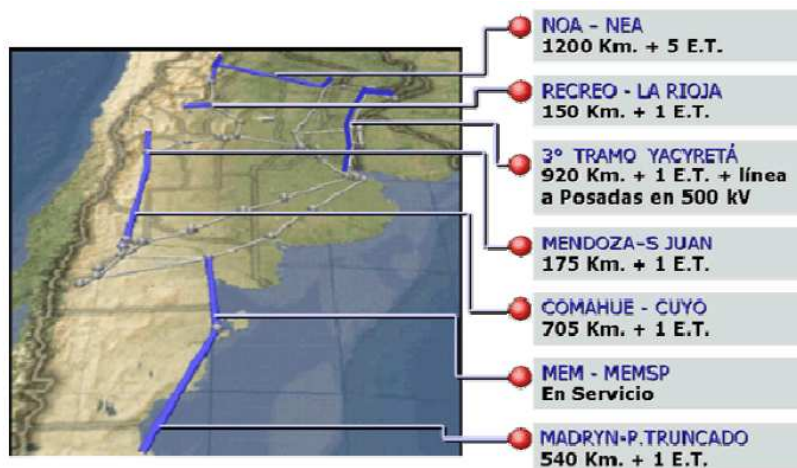 NOA - NEA
1200 Km. + 5 E.T.
RECREO - LA RIOJA
150 Km. + 1 E.T.
3º TRAMO YACYRETÁ
920 Km. + 1 E.T. + línea
a Posadas en 500 kV
MENDOZA-S JUAN
175 Km. + 1 E.T.
COMAHUE - CUYO
705 Km. + 1 E.T.
MEM - MEMSP
En Servicio
MADRYN-P.TRUNCADO
540 Km. + 1 E.T.